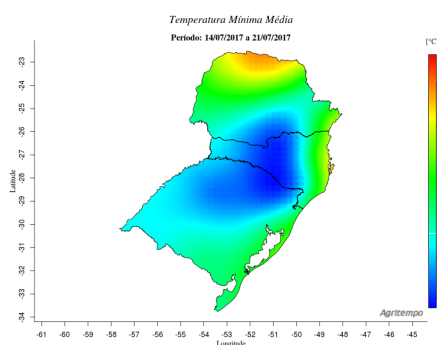 Temperatura Mínima Média
Período: 14/07/2017 a 21/07/2017
[°C
-23
-24
-25
-26
-27
-28
-29
-30
-31
-32
-33
-34
Latitude
Agritempo
-61 -60 -59 -58 -57 -56 -55 -54 -53 -52 -51 -50 -49 -48 -47 -46 -45
Longitude